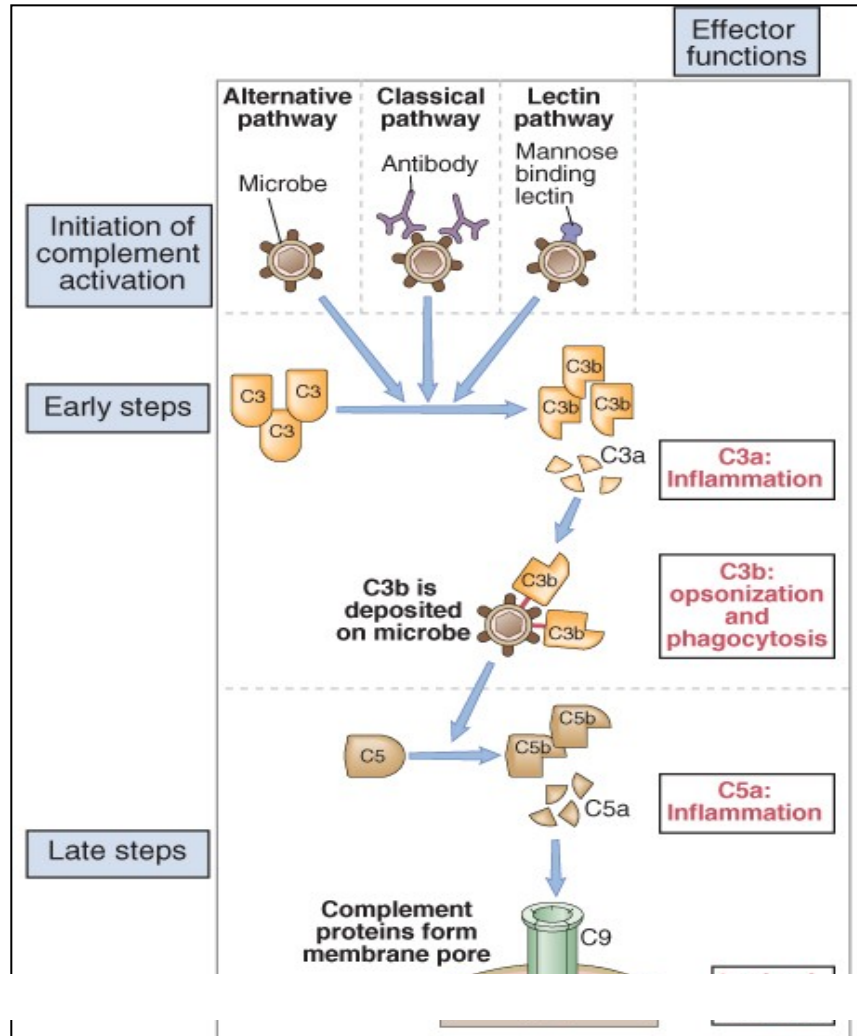 Effector
functions
Alternative
pathway
Classical
pathway
Lectin
pathway
Microbe
Antibody
Mannose
binding
lectin
Initiation of
complement
activation
Early steps
C3
C3
C3
C3b
C3b
C3b
C3a
C3a:
Inflammation
C3b is
deposited
on microbe
C3b
C3b
C3b:
opsonization
and
phagocytosis
C5
C5b
C5b
C5a
C5a:
Inflammation
Late steps
Complement
proteins form
membrane pore
C9